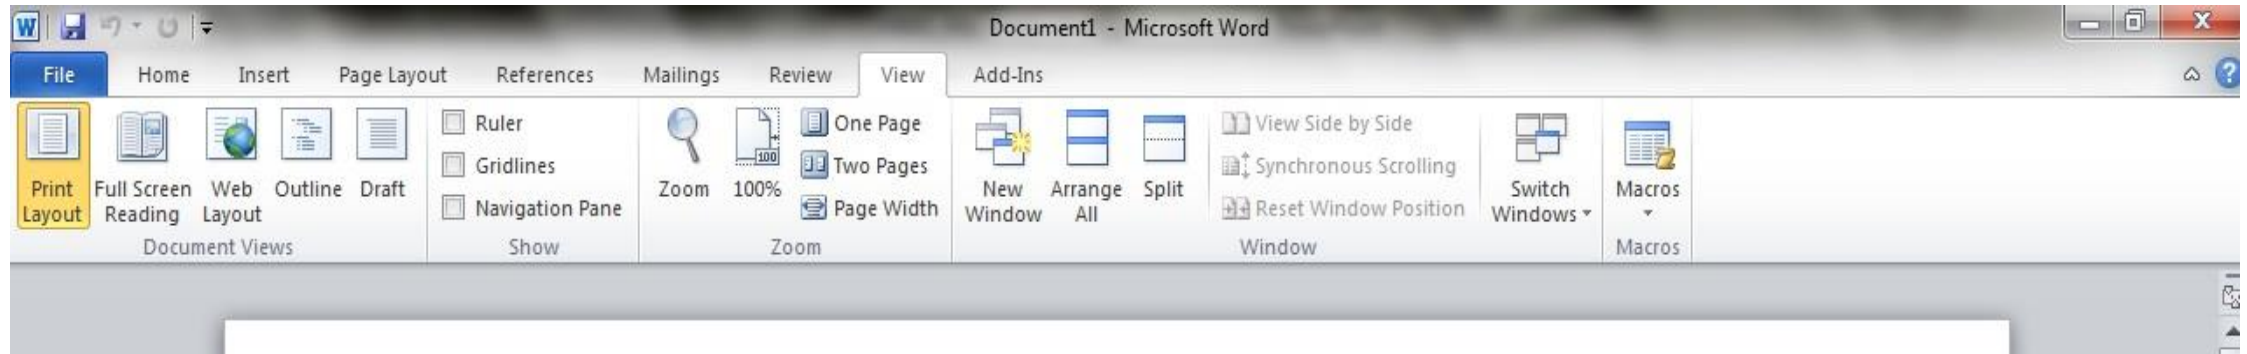 Document1 - Microsoft Word
File Home Insert Page Layout References Mailings Review View Add-Ins
Print Layout
Full Screen Reading
Web Layout
Outline
Draft
Document Views
Ruler
Gridlines
Navigation Pane
Show
Zoom
100
100%
One Page
Two Pages
Page Width
Zoom
New Window
Arrange All
Split
View Side by Side
Synchronous Scrolling
Reset Window Position
Switch Windows
Window
Macros
Macros